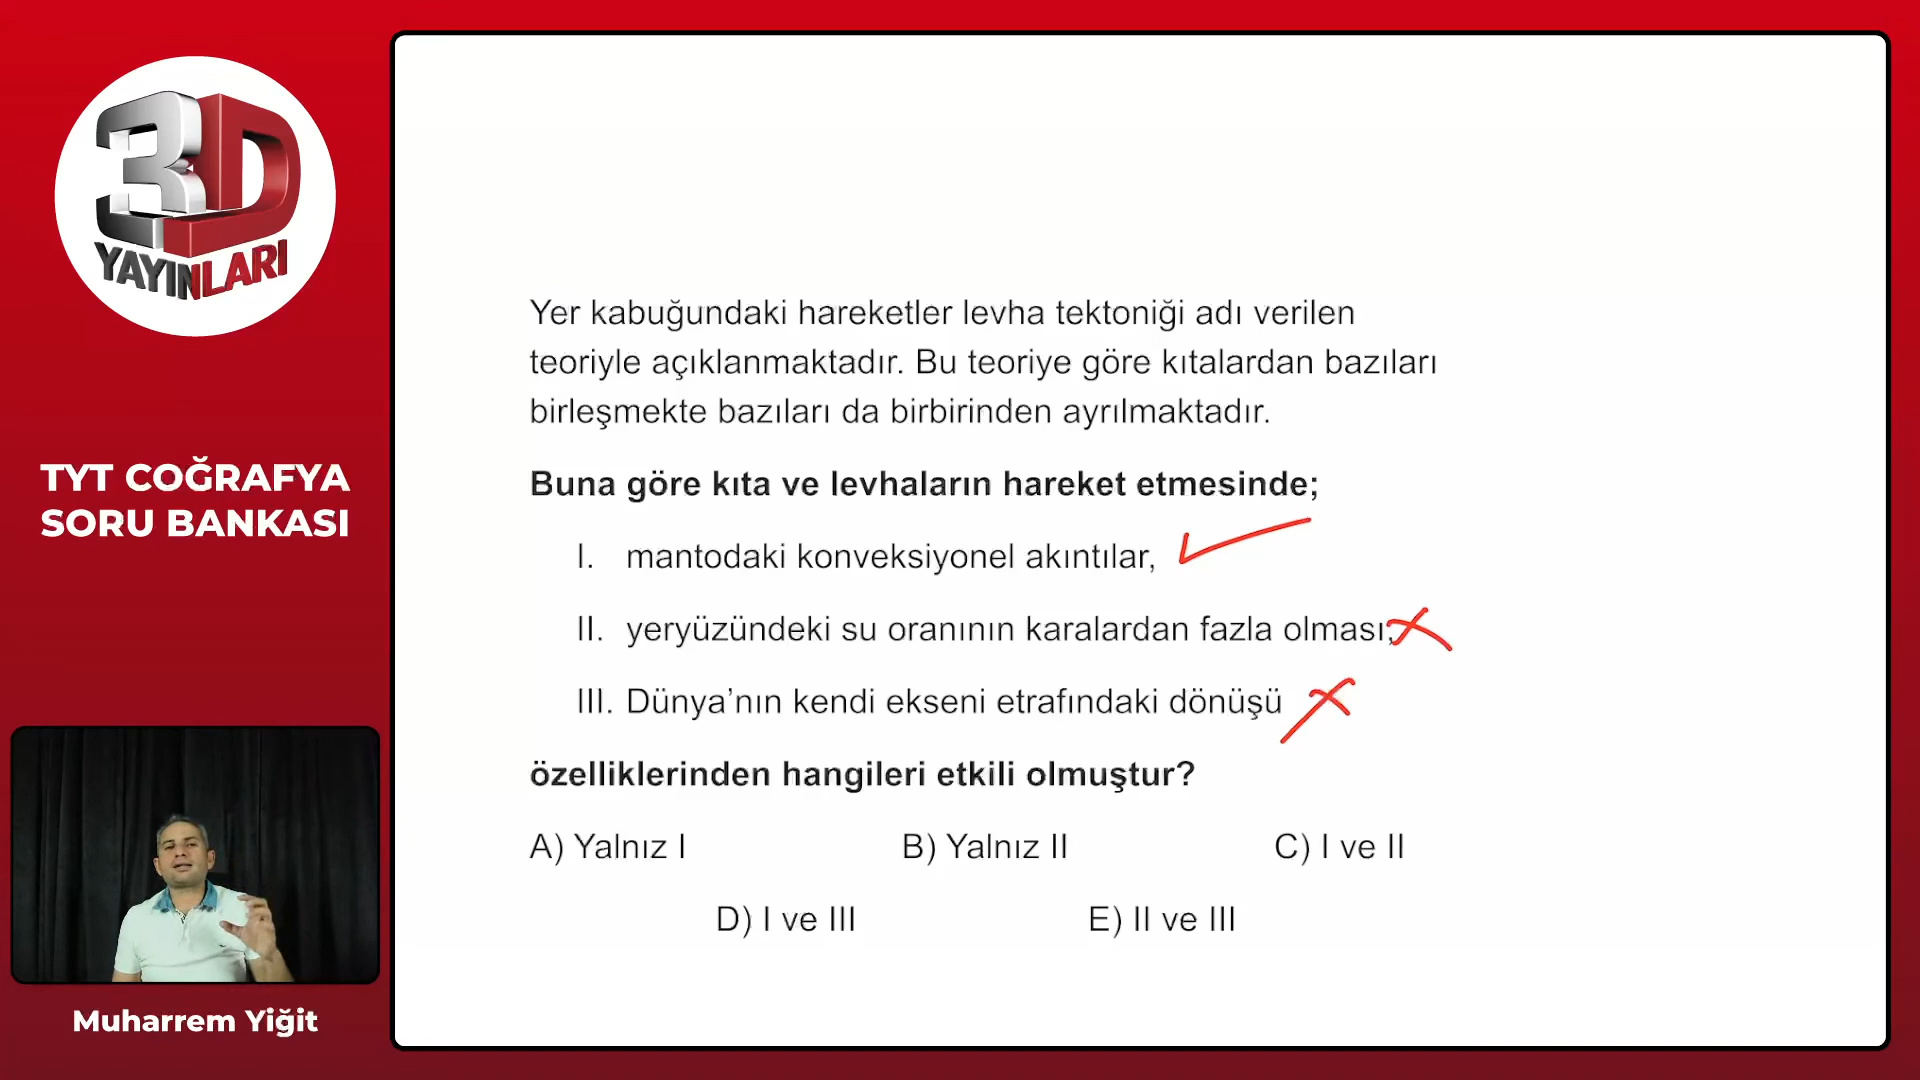 3D
YAYINLARI
TYT COĞRAFYA
SORU BANKASI
Muharrem Yiğit
Yer kabuğundaki hareketler levha tektoniği adı verilen
teoriyle açıklanmaktadır. Bu teoriye göre kıtalardan bazıları
birleşmekte bazıları da birbirinden ayrılmaktadır.
Buna göre kıta ve levhaların hareket etmesinde;
I. mantodaki konveksiyonel akıntılar,
II. yeryüzündeki su oranının karalardan fazla olması,
III. Dünya’nın kendi ekseni etrafındaki dönüşü
özelliklerinden hangileri etkili olmuştur?
A) Yalnız I B) Yalnız II C) I ve II
D) I ve III E) II ve III